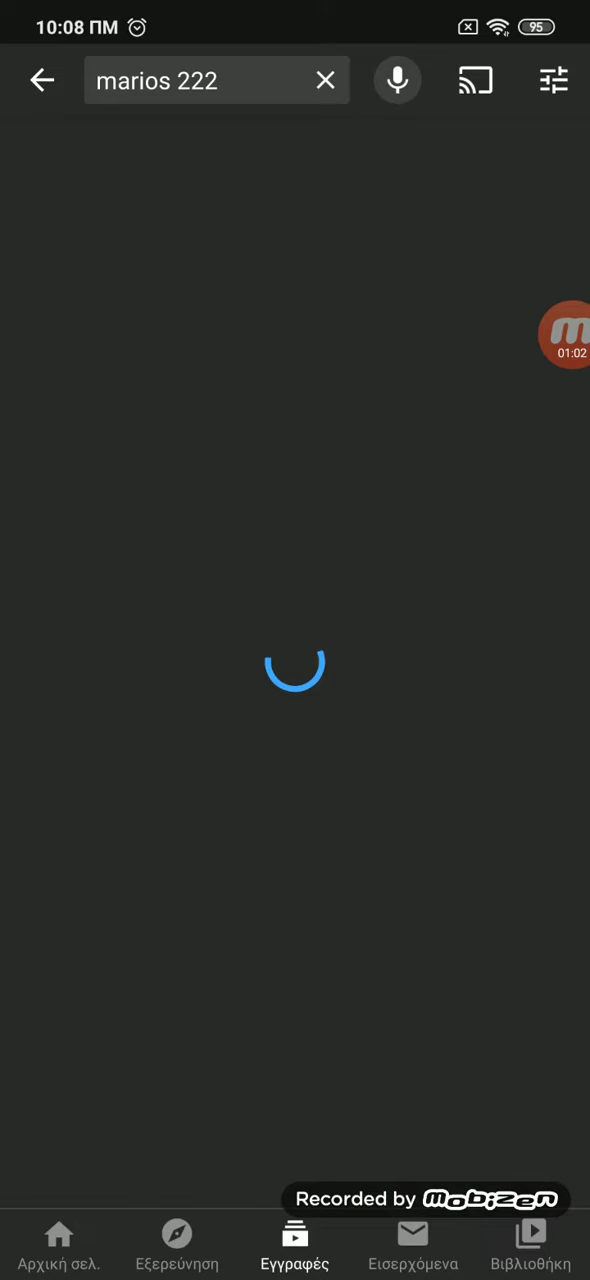 10:08 ΠΜ
95
marios 222
01:02
Recorded by mobizen
Αρχική σελ.
Εξερεύνηση
Εγγραφές
Εισερχόμενα
Βιβλιοθήκη